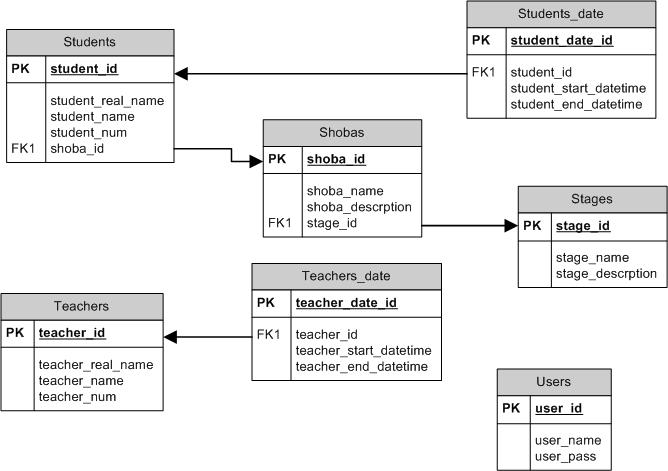 Students
PK student_id
student_real_name
student_name
student_num
FK1 shoba_id
Students_date
PK student_date_id
FK1 student_id
student_start_datetime
student_end_datetime
Shobas
PK shoba_id
shoba_name
shoba_descrption
FK1 stage_id
Stages
PK stage_id
stage_name
stage_descrption
Teachers
PK teacher_id
teacher_real_name
teacher_name
teacher_num
Teachers_date
PK teacher_date_id
FK1 teacher_id
teacher_start_datetime
teacher_end_datetime
Users
PK user_id
user_name
user_pass